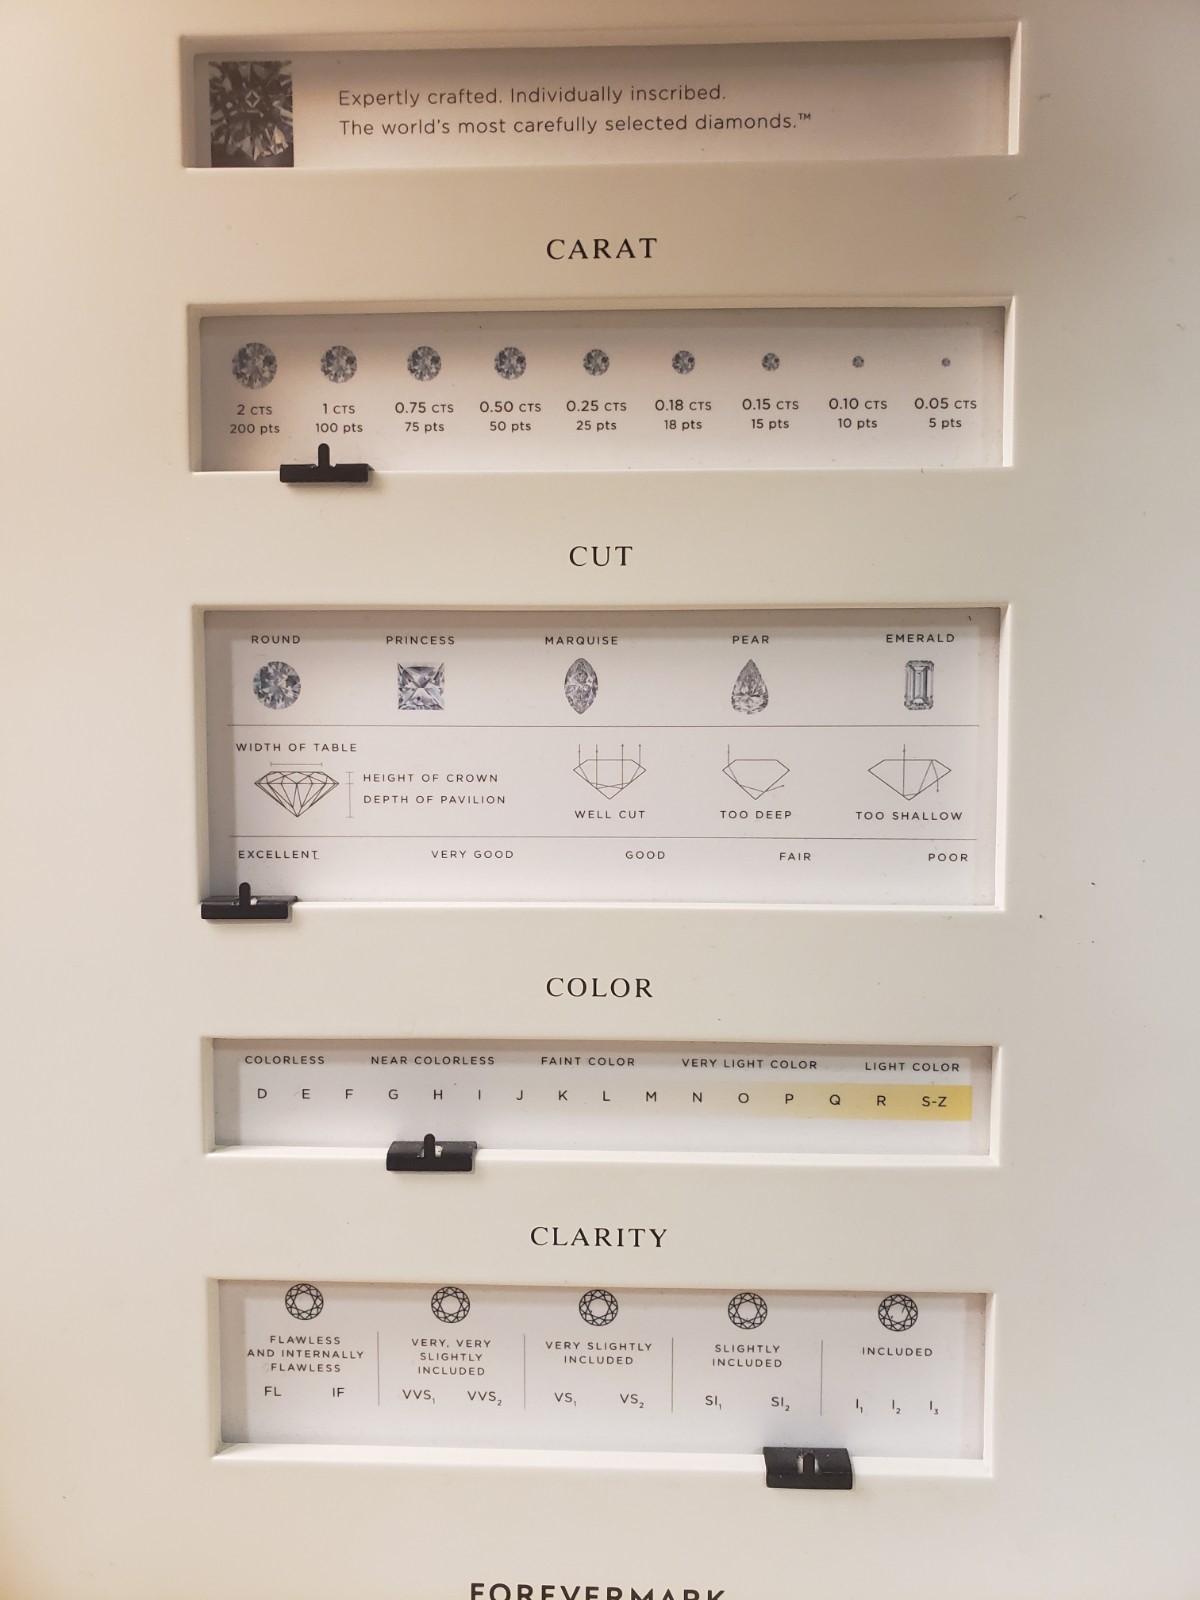 Expertly crafted. Individually inscribed.
The world's most carefully selected diamonds.™
CARAT
2 CTS 1 CTS 0.75 CTS 0.50 CTS 0.25 CTS 0.18 CTS 0.15 CTS 0.10 CTS 0.05 CTS
200 pts 100 pts 75 pts 50 pts 25 pts 18 pts 15 pts 10 pts 5 pts
CUT
ROUND PRINCESS MARQUISE PEAR EMERALD
WIDTH OF TABLE
HEIGHT OF CROWN
DEPTH OF PAVILION
WELL CUT TOO DEEP TOO SHALLOW
EXCELLENT VERY GOOD GOOD FAIR POOR
COLOR
COLORLESS NEAR COLORLESS FAINT COLOR VERY LIGHT COLOR LIGHT COLOR
D E F G H I J K L M N O P Q R S-Z
CLARITY
FLAWLESS
AND INTERNALLY
FLAWLESS
FL IF
VERY, VERY
SLIGHTLY
INCLUDED
VVS₁ VVS₂
VERY SLIGHTLY
INCLUDED
VS₁ VS₂
SLIGHTLY
INCLUDED
SI₁ SI₂
INCLUDED
I₁ I₂ I₃
FOREVERMARK